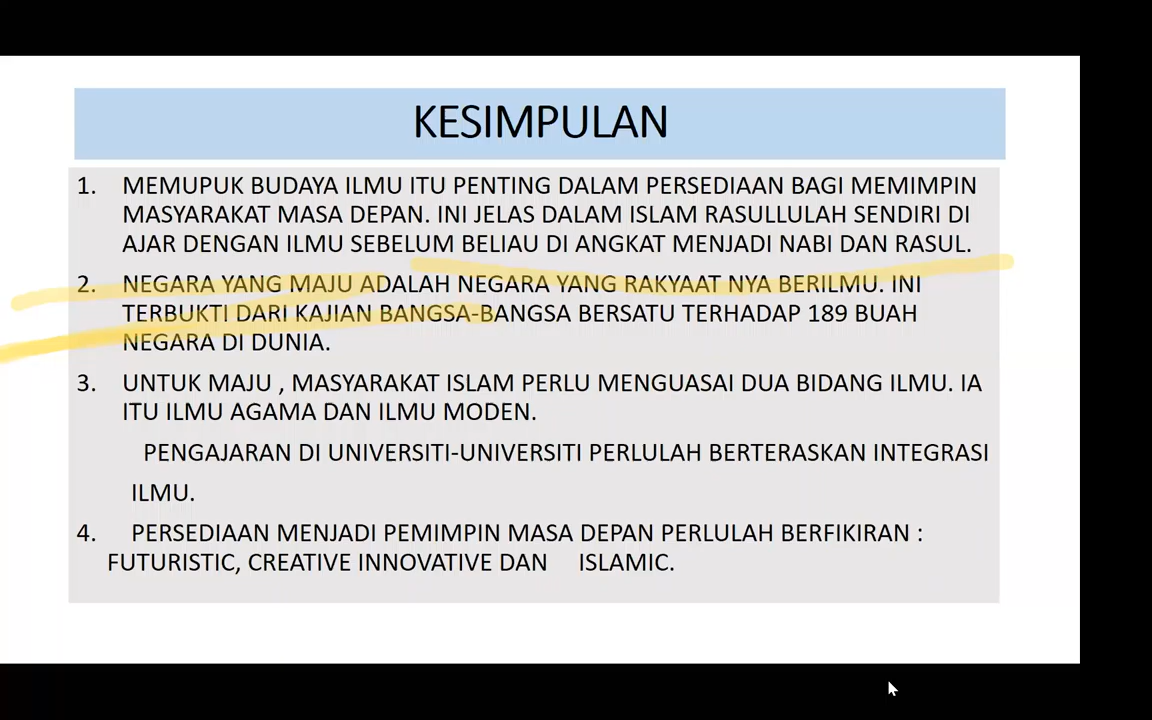 KESIMPULAN
1. MEMUPUK BUDAYA ILMU ITU PENTING DALAM PERSEDIAAN BAGI MEMIMPIN
MASYARAKAT MASA DEPAN. INI JELAS DALAM ISLAM RASULLULAH SENDIRI DI
AJAR DENGAN ILMU SEBELUM BELIAU DI ANGKAT MENJADI NABI DAN RASUL.
2. NEGARA YANG MAJU ADALAH NEGARA YANG RAKYAAT NYA BERILMU. INI
TERBUKTI DARI KAJIAN BANGSA-BANGSA BERSATU TERHADAP 189 BUAH
NEGARA DI DUNIA.
3. UNTUK MAJU , MASYARAKAT ISLAM PERLU MENGUASAI DUA BIDANG ILMU. IA
ITU ILMU AGAMA DAN ILMU MODEN.
PENGAJARAN DI UNIVERSITI-UNIVERSITI PERLULAH BERTERASKAN INTEGRASI
ILMU.
4. PERSEDIAAN MENJADI PEMIMPIN MASA DEPAN PERLULAH BERFIKIRAN :
FUTURISTIC, CREATIVE INNOVATIVE DAN ISLAMIC.